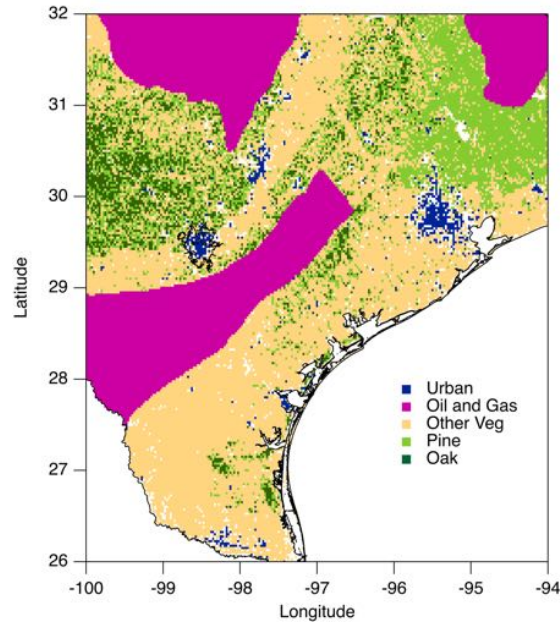 32
31
30
29
28
27
26
Latitude
Urban
Oil and Gas
Other Veg
Pine
Oak
-100
-99
-98
-97
-96
-95
-94
Longitude